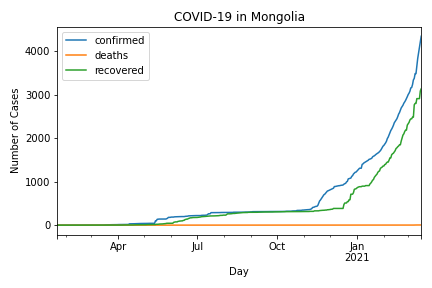 COVID-19 in Mongolia
confirmed
deaths
recovered
Number of Cases
4000
3000
2000
1000
0
Apr
Jul
Oct
Jan
2021
Day